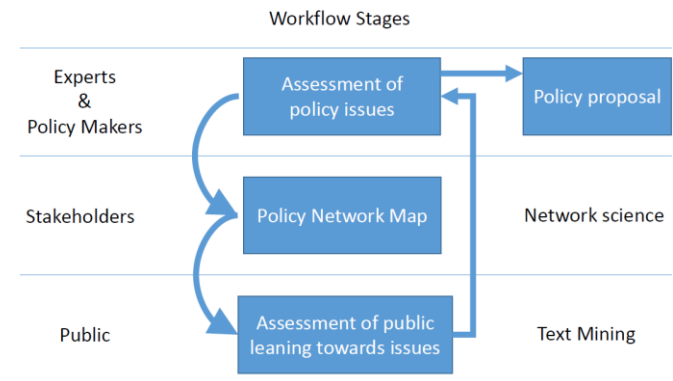 Workflow Stages
Experts
&
Policy Makers
Assessment of
policy issues
Policy proposal
Stakeholders
Policy Network Map
Network science
Public
Assessment of public
leaning towards issues
Text Mining